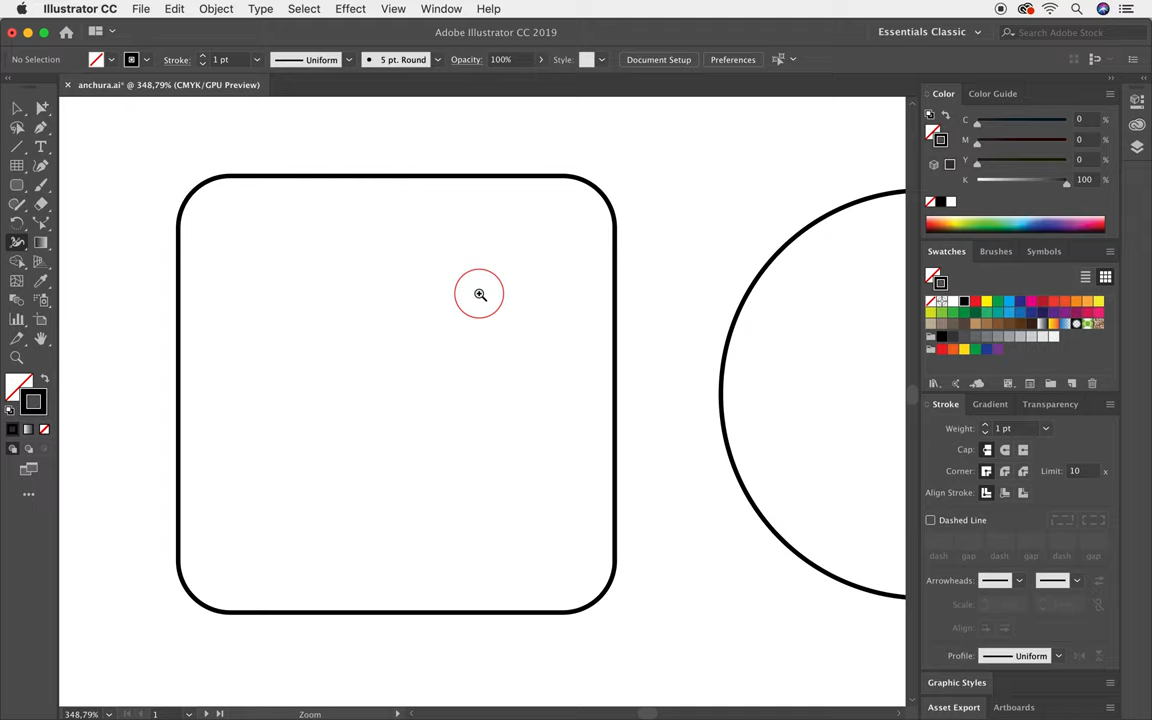 Illustrator CC File Edit Object Type Select Effect View Window Help
Adobe Illustrator CC 2019
Essentials Classic
Search Adobe Stock
No Selection
Stroke: 1 pt
Uniform
5 pt. Round
Opacity: 100%
Style:
Document Setup
Preferences
anchura.ai* @ 348,79% (CMYK/GPU Preview)
Color Color Guide
C 0 %
M 0 %
Y 0 %
K 100 %
Swatches Brushes Symbols
Stroke Gradient Transparency
Weight: 1 pt
Cap:
Corner: Limit: 10 x
Align Stroke:
Dashed Line
dash gap dash gap dash gap
Arrowheads:
Scale:
Align:
Profile: Uniform
Graphic Styles
Asset Export Artboards
348,79% 1 Zoom